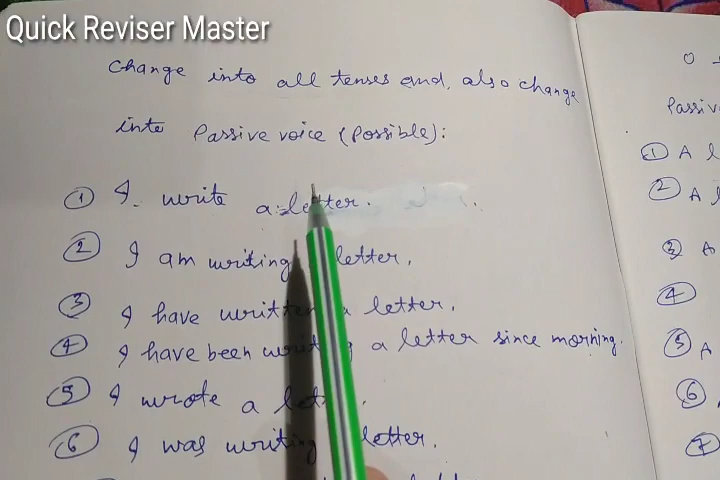 Quick Reviser Master
Change into all tenses and, also change
into Passive voice (Possible):
① I write a letter.
② I am writing letter.
③ I have written a letter.
④ I have been writing a letter since morning.
⑤ I wrote a
⑥ I was writing letter.
Passiv
① A l
② A l
③ A
④
⑤ A
⑥
⑦